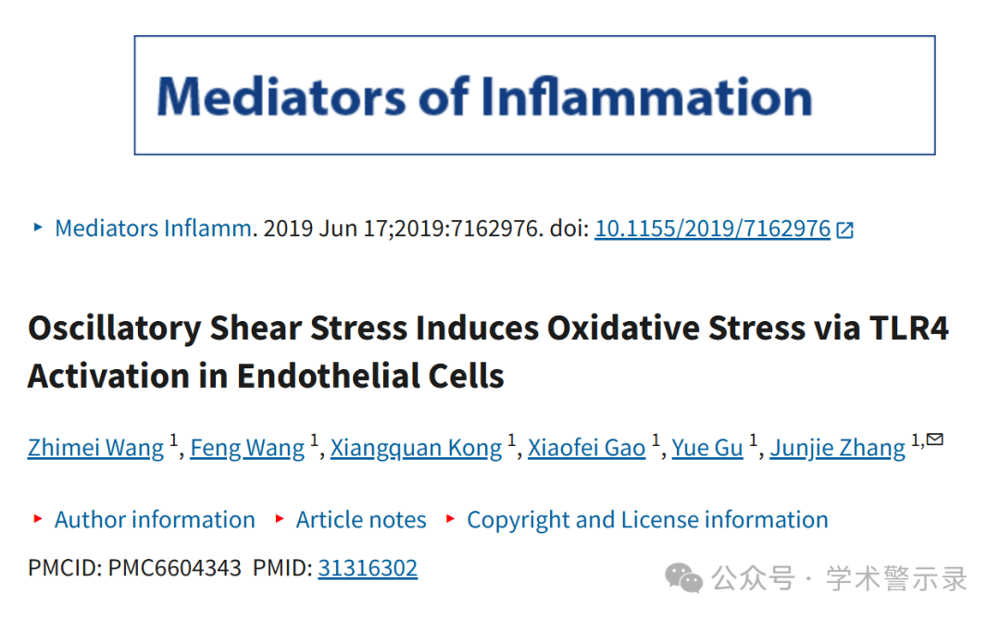 Mediators of Inflammation
Mediators Inflamm. 2019 Jun 17;2019:7162976. doi: 10.1155/2019/7162976
Oscillatory Shear Stress Induces Oxidative Stress via TLR4
Activation in Endothelial Cells
Zhimei Wang 1, Feng Wang 1, Xiangquan Kong 1, Xiaofei Gao 1, Yue Gu 1, Junjie Zhang 1,
Author information Article notes Copyright and License information
PMCID: PMC6604343 PMID: 31316302
公众号 · 学术警示录